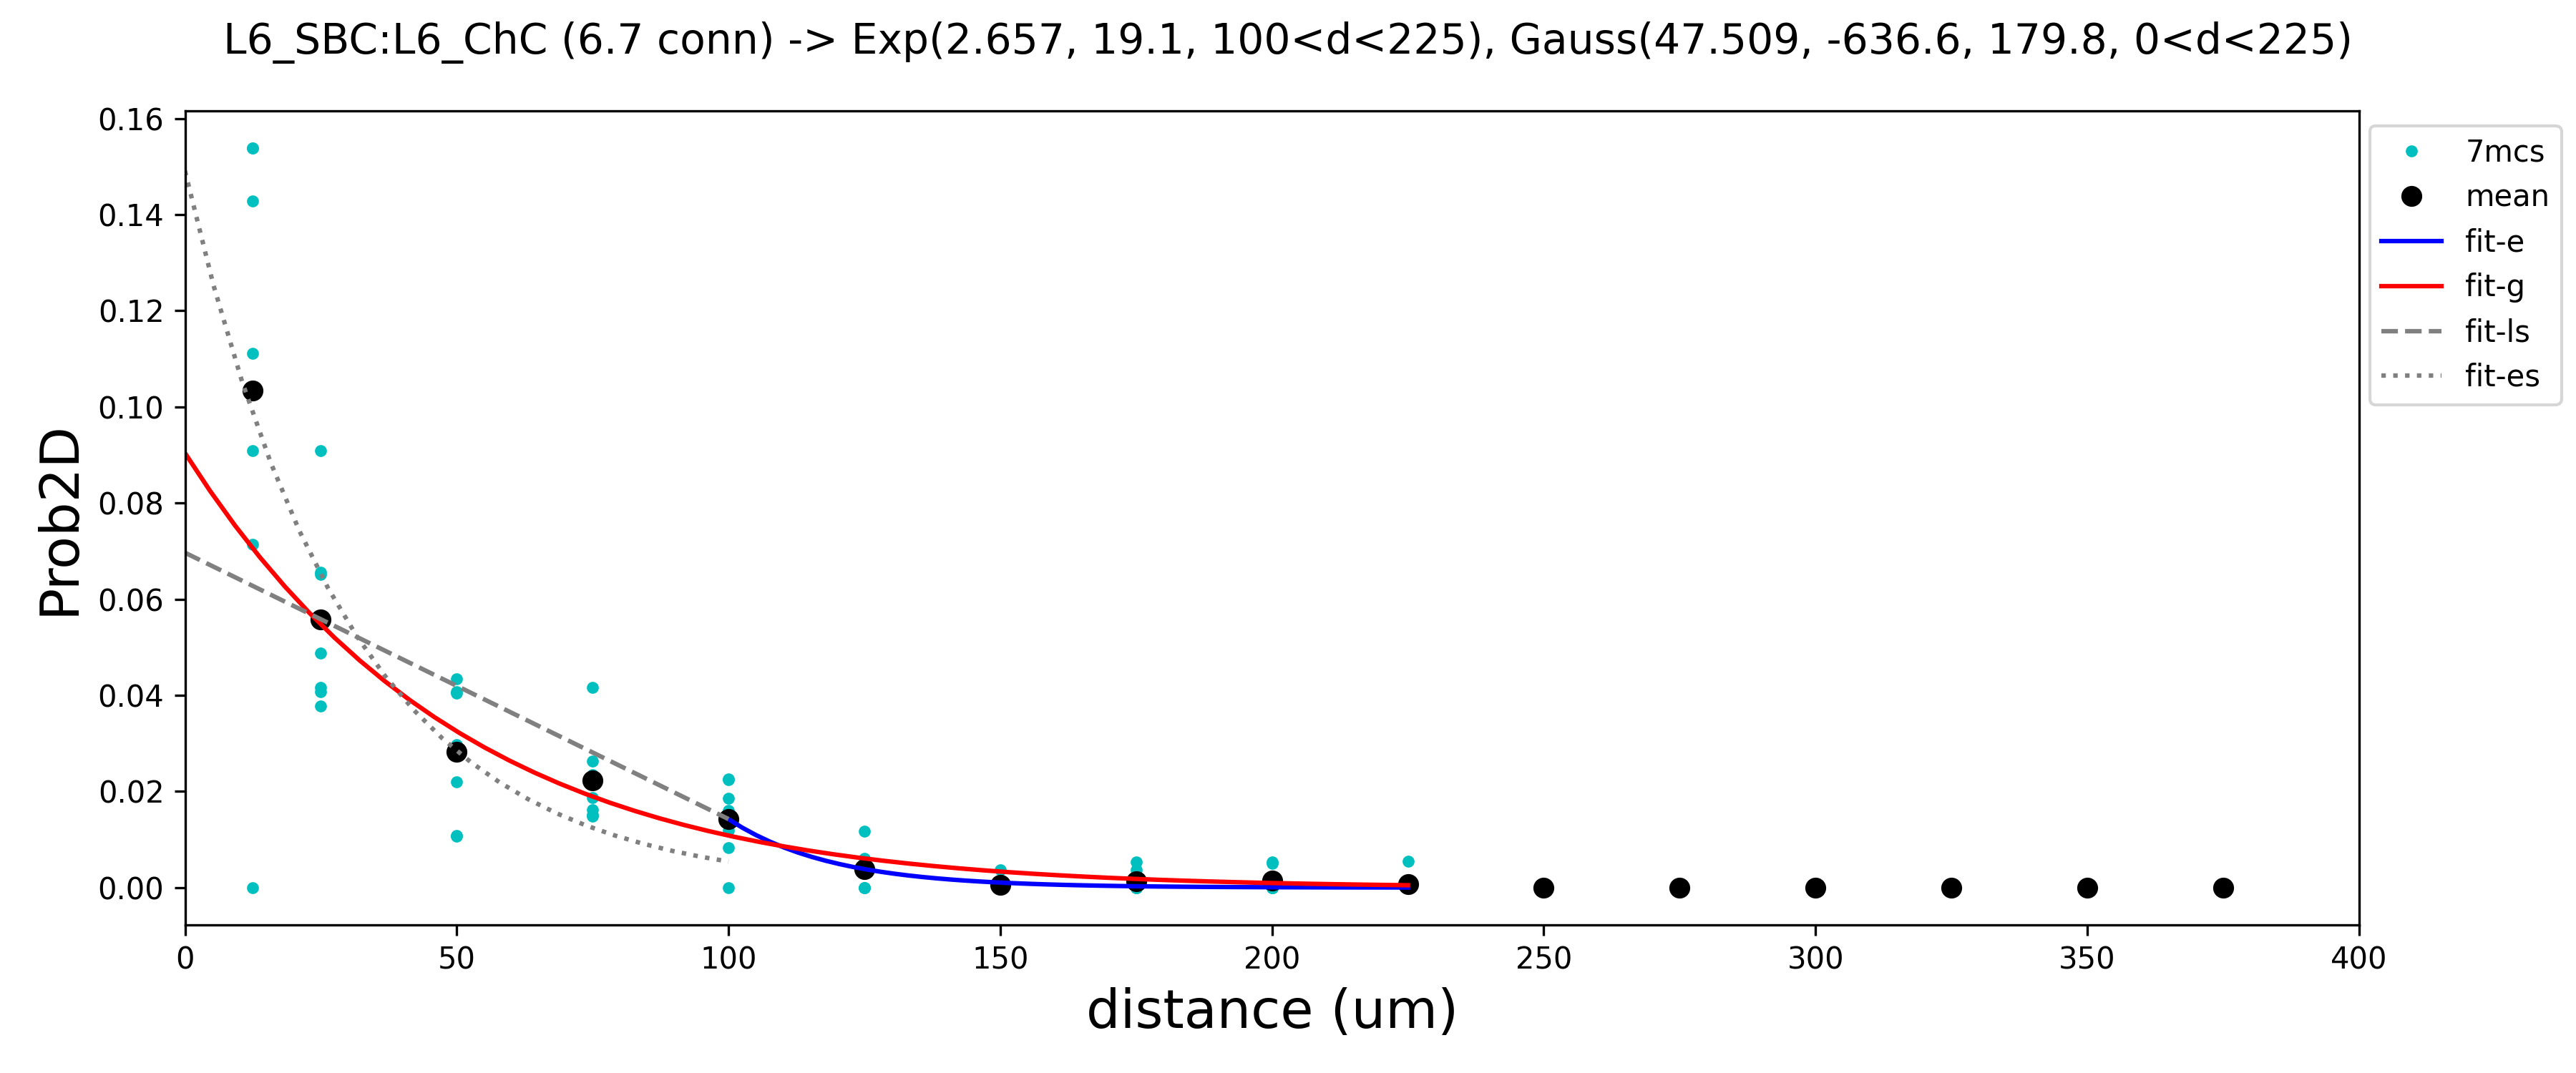 L6_SBC:L6_ChC (6.7 conn) -> Exp(2.657, 19.1, 100<d<225), Gauss(47.509, -636.6, 179.8, 0<d<225)
0.16
0.14
0.12
0.10
0.08
0.06
0.04
0.02
0.00
Prob2D
0 50 100 150 200 250 300 350 400
distance (um)
7mcs
mean
fit-e
fit-g
fit-ls
fit-es